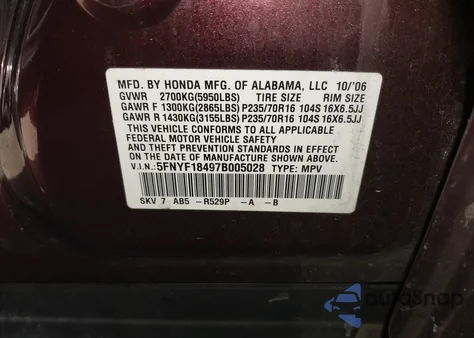 MFD. BY HONDA MFG. OF ALABAMA, LLC 10/'06
GVWR 2700KG(5950LBS) TIRE SIZE RIM SIZE
GAWR F 1300KG(2865LBS) P235/70R16 104S 16X6.5JJ
GAWR R 1430KG(3155LBS) P235/70R16 104S 16X6.5JJ
THIS VEHICLE CONFORMS TO ALL APPLICABLE
FEDERAL MOTOR VEHICLE SAFETY
AND THEFT PREVENTION STANDARDS IN EFFECT
ON THE DATE OF MANUFACTURE SHOWN ABOVE.
V.I.N.: 5FNYF18497B005028 TYPE: MPV
SKV 7 AB5 -R529P -A -B
AutoSnap